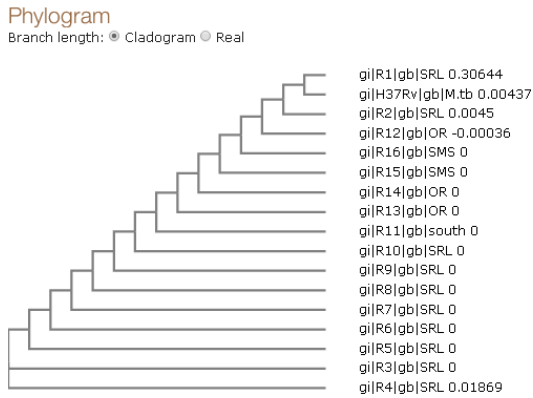 Phylogram
Branch length: Cladogram Real
gi|R1|gb|SRL 0.30644
gi|H37Rv|gb|M.tb 0.00437
gi|R2|gb|SRL 0.0045
gi|R12|gb|OR -0.00036
gi|R16|gb|SMS 0
gi|R15|gb|SMS 0
gi|R14|gb|OR 0
gi|R13|gb|OR 0
gi|R11|gb|south 0
gi|R10|gb|SRL 0
gi|R9|gb|SRL 0
gi|R8|gb|SRL 0
gi|R7|gb|SRL 0
gi|R6|gb|SRL 0
gi|R5|gb|SRL 0
gi|R3|gb|SRL 0
gi|R4|gb|SRL 0.01869